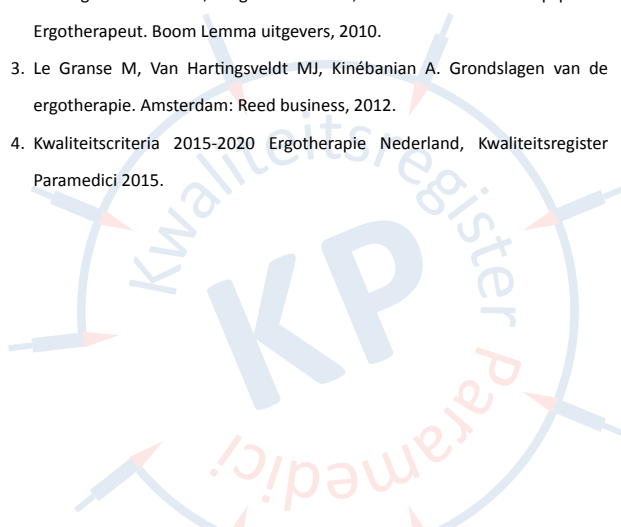 Ergotherapeut. Boom Lemma uitgevers, 2010.
3. Le Granse M, Van Hartingsveldt MJ, Kinébanian A. Grondslagen van de
ergotherapie. Amsterdam: Reed business, 2012.
4. Kwaliteitscriteria 2015-2020 Ergotherapie Nederland, Kwaliteitsregister
Paramedici 2015.
Kwaliteitsregister Paramedici
KP